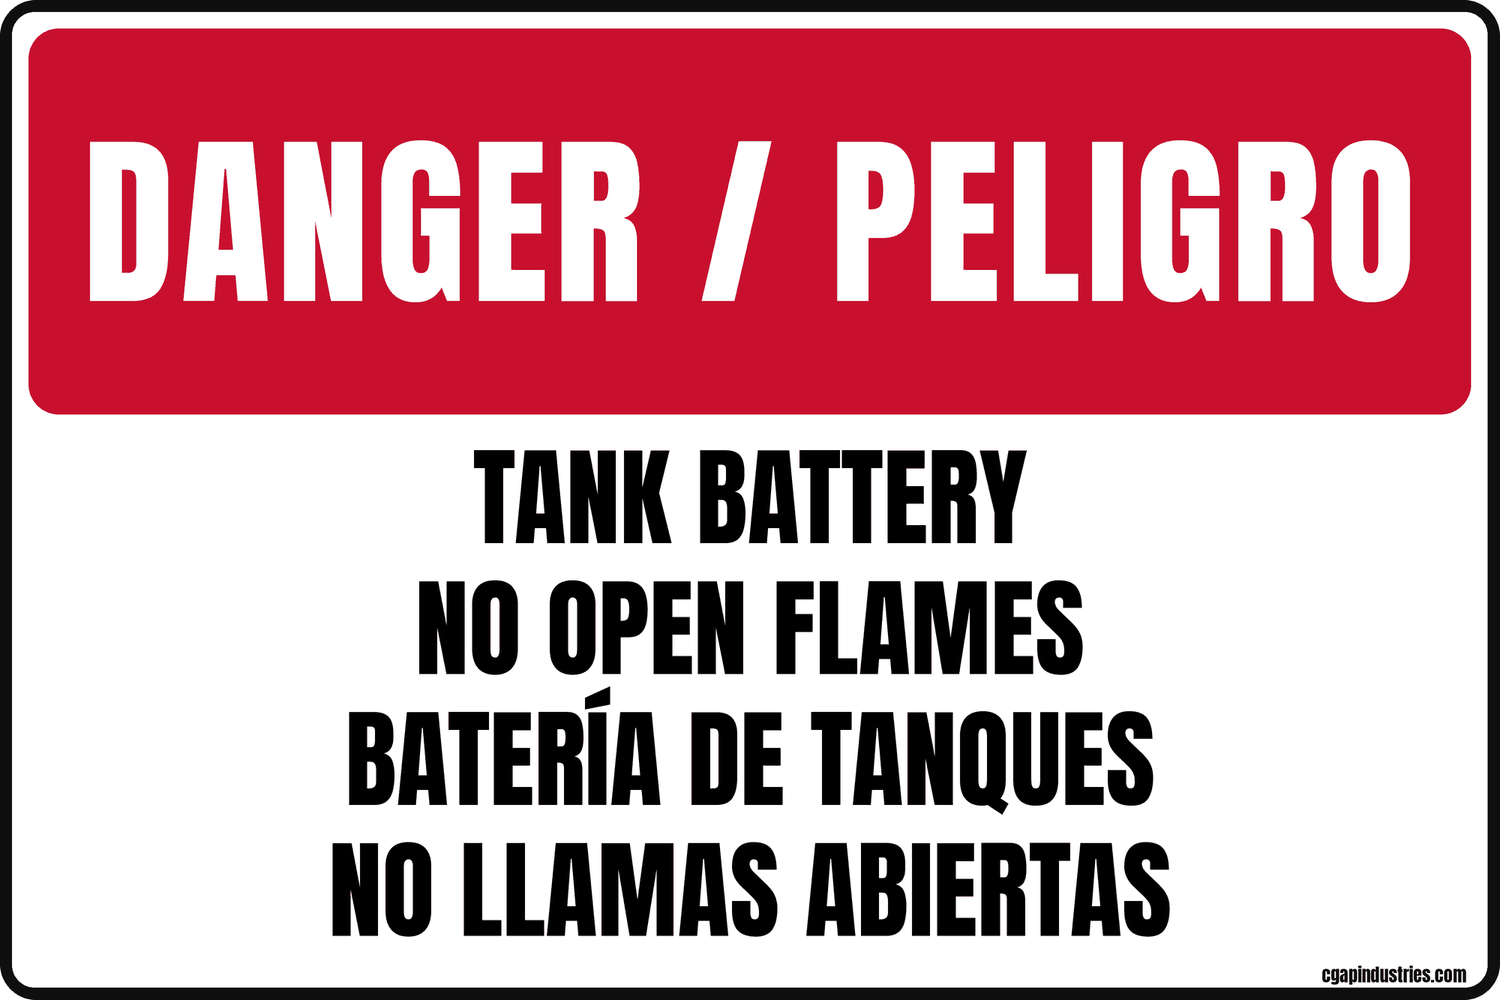 DANGER / PELIGRO
TANK BATTERY
NO OPEN FLAMES
BATERÍA DE TANQUES
NO LLAMAS ABIERTAS
cgapindustries.com